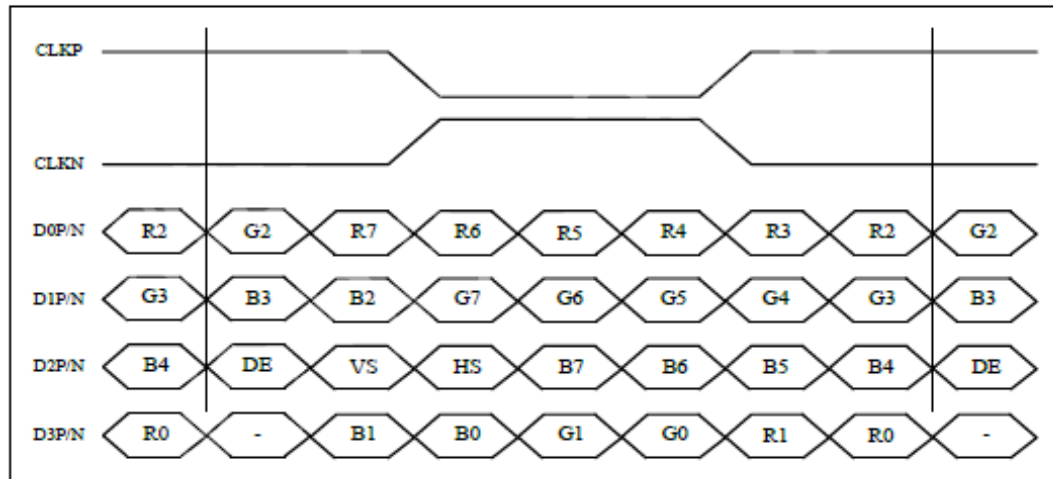 CLKP
CLKN
D0P/N R2 G2 R7 R6 R5 R4 R3 R2 G2
D1P/N G3 B3 B2 G7 G6 G5 G4 G3 B3
D2P/N B4 DE VS HS B7 B6 B5 B4 DE
D3P/N R0 - B1 B0 G1 G0 R1 R0 -